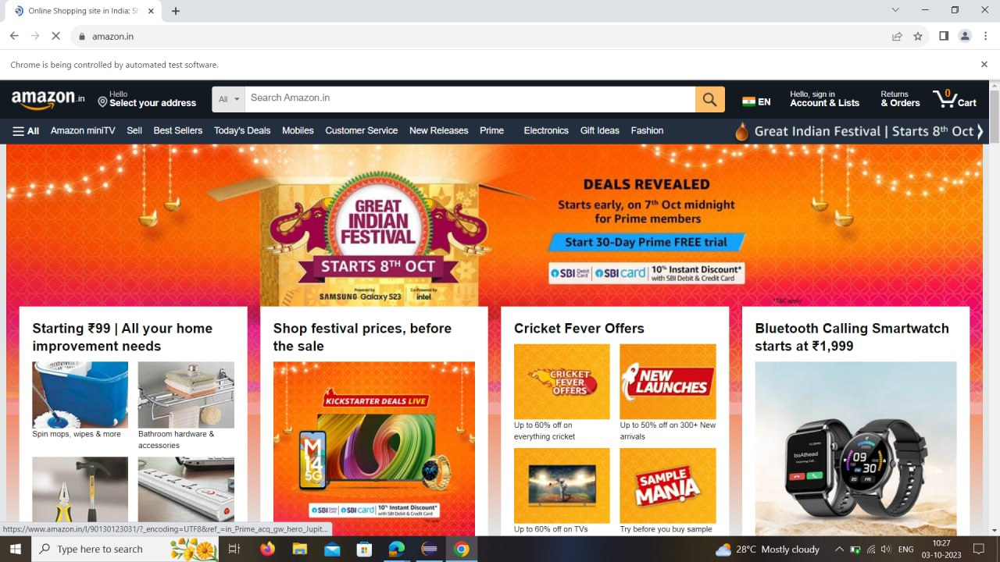 Online Shopping site in India: Sh
amazon.in
Chrome is being controlled by automated test software.
amazon.in
Hello
Select your address
All
Search Amazon.in
EN
Hello, sign in
Account & Lists
Returns
& Orders
0
Cart
All
Amazon miniTV
Sell
Best Sellers
Today's Deals
Mobiles
Customer Service
New Releases
Prime
Electronics
Gift Ideas
Fashion
Great Indian Festival | Starts 8th Oct
GREAT
INDIAN
FESTIVAL
STARTS 8TH OCT
Powered by
SAMSUNG Galaxy S23
Co-Powered by
intel
DEALS REVEALED
Starts early, on 7th Oct midnight
for Prime members
Start 30-Day Prime FREE trial
SBI Debit Card
SBI card
10% Instant Discount*
with SBI Debit & Credit Card
*T&C apply
Starting ₹99 | All your home
improvement needs
Spin mops, wipes & more
Bathroom hardware &
accessories
Shop festival prices, before
the sale
KICKSTARTER DEALS LIVE
M
14
5G
SBI Debit Card
SBI card
10% Instant Discount*
with SBI Debit & Credit Card
Cricket Fever Offers
CRICKET
FEVER
OFFERS
NEW
LAUNCHES
Up to 60% off on
everything cricket
Up to 50% off on 300+ New
arrivals
SAMPLE
MANIA
Up to 60% off on TVs
Try before you buy sample
Bluetooth Calling Smartwatch
starts at ₹1,999
boAthead
Incoming Call...
09
30
20 FRI
https://www.amazon.in/l/90130123031/?_encoding=UTF8&ref_=in_Prime_acq_gw_hero_Jupit...
Type here to search
28°C Mostly cloudy
ENG
10:27
03-10-2023